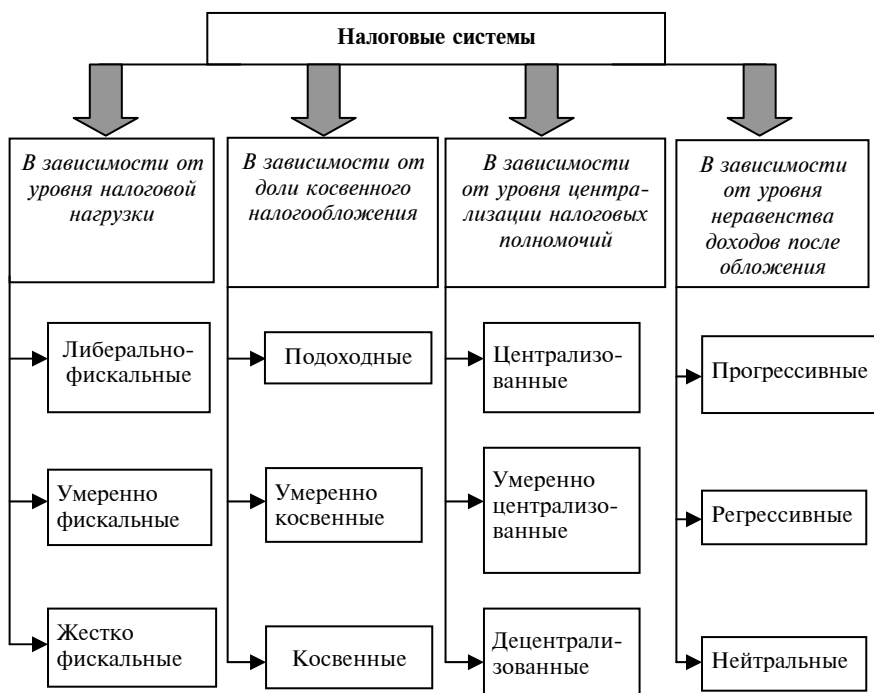 Налоговые системы
В зависимости от
уровня налоговой
нагрузки
В зависимости от
доли косвенного
налогообложения
В зависимости
от уровня центра-
лизации налоговых
полномочий
В зависимости
от уровня
неравенства
доходов после
обложения
Либерально-
фискальные
Умеренно
фискальные
Жестко
фискальные
Подоходные
Умеренно
косвенные
Косвенные
Централизо-
ванные
Умеренно
централизо-
ванные
Децентрали-
зованные
Прогрессивные
Регрессивные
Нейтральные